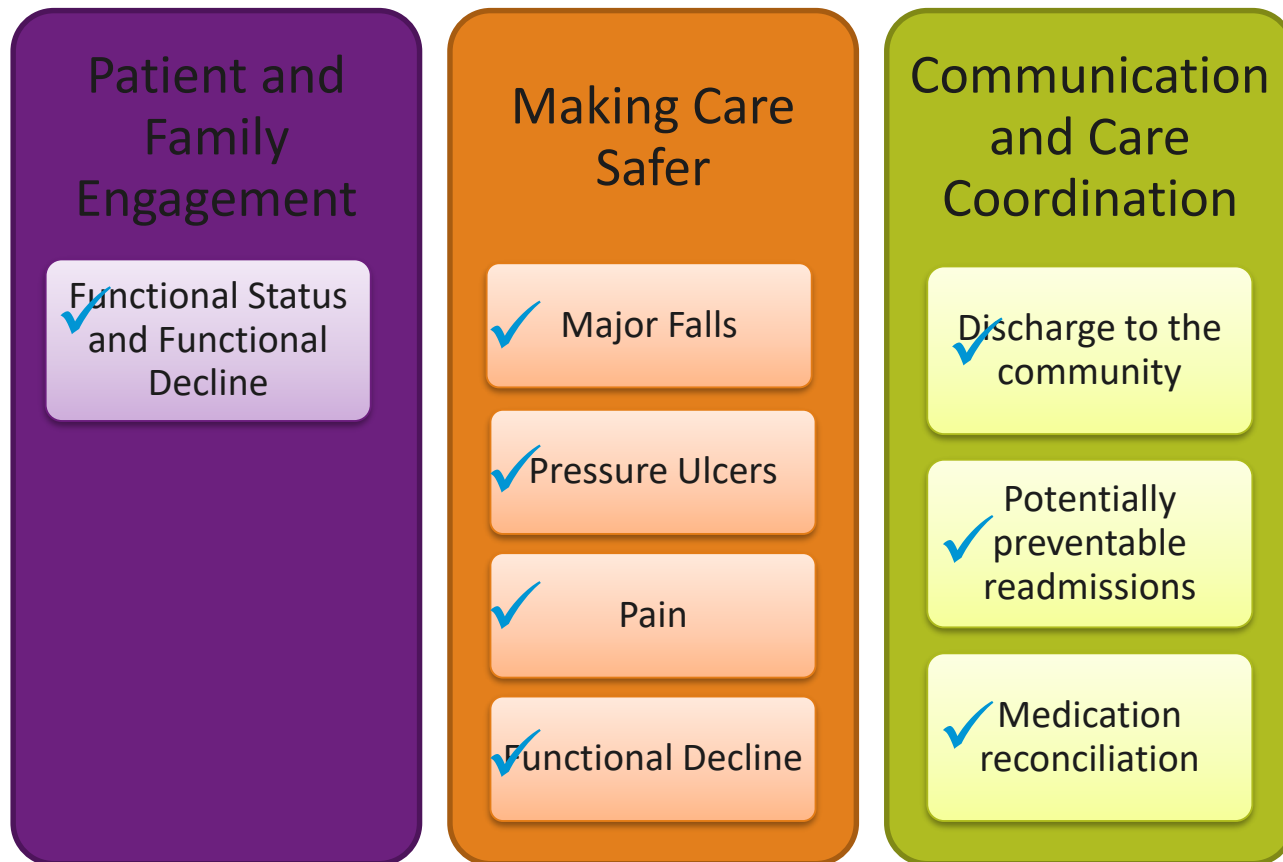 Patient and
Family
Engagement
Functional Status
and Functional
Decline
Making Care
Safer
Major Falls
Pressure Ulcers
Pain
Functional Decline
Communication
and Care
Coordination
Discharge to the
community
Potentially
preventable
readmissions
Medication
reconciliation